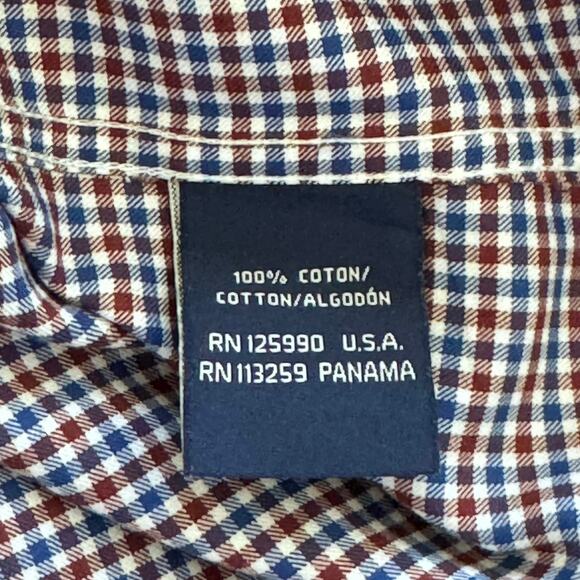 100% COTON/
COTTON/ALGODÓN
RN 125990 U.S.A.
RN 113259 PANAMA